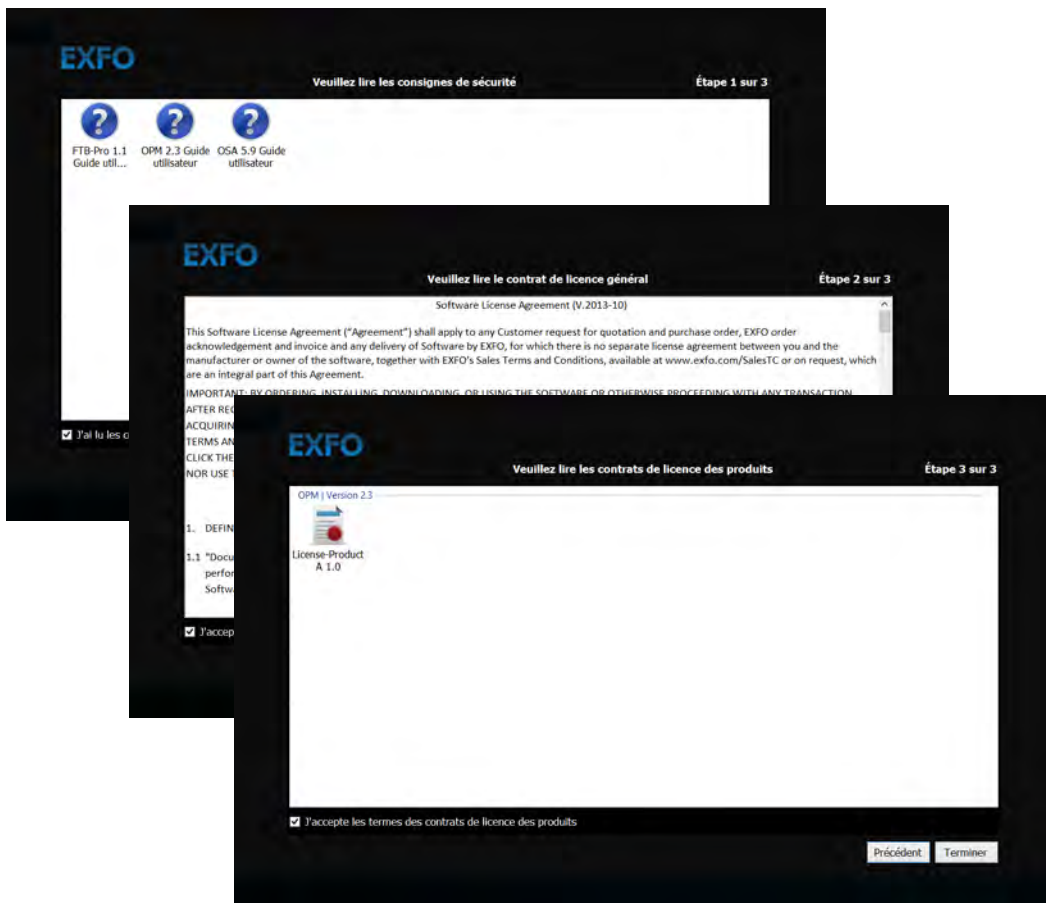 EXFO
Veuillez lire les consignes de sécurité
Étape 1 sur 3
FTB-Pro 1.1
Guide util...
OPM 2.3 Guide
utilisateur
OSA 5.9 Guide
utilisateur
J'ai lu les
EXFO
Veuillez lire le contrat de licence général
Étape 2 sur 3
Software License Agreement (V.2013-10)
This Software License Agreement ("Agreement") shall apply to any Customer request for quotation and purchase order, EXFO order
acknowledgement and invoice and any delivery of Software by EXFO, for which there is no separate license agreement between you and the
manufacturer or owner of the software, together with EXFO's Sales Terms and Conditions, available at www.exfo.com/SalesTC or on request, which
are an integral part of this Agreement.
IMPORTANT: BY ORDERING, INSTALLING, DOWNLOADING, OR USING THE SOFTWARE OR OTHERWISE PROCEEDING WITH ANY TRANSACTION
AFTER REC
ACQUIRIN
TERMS AN
CLICK THE
NOR USE
1. DEFIN
1.1 "Docu
perfor
Softw
J'accep
EXFO
Veuillez lire les contrats de licence des produits
Étape 3 sur 3
OPM | Version 2.3
License-Product
A 1.0
J'accepte les termes des contrats de licence des produits
Précédent
Terminer